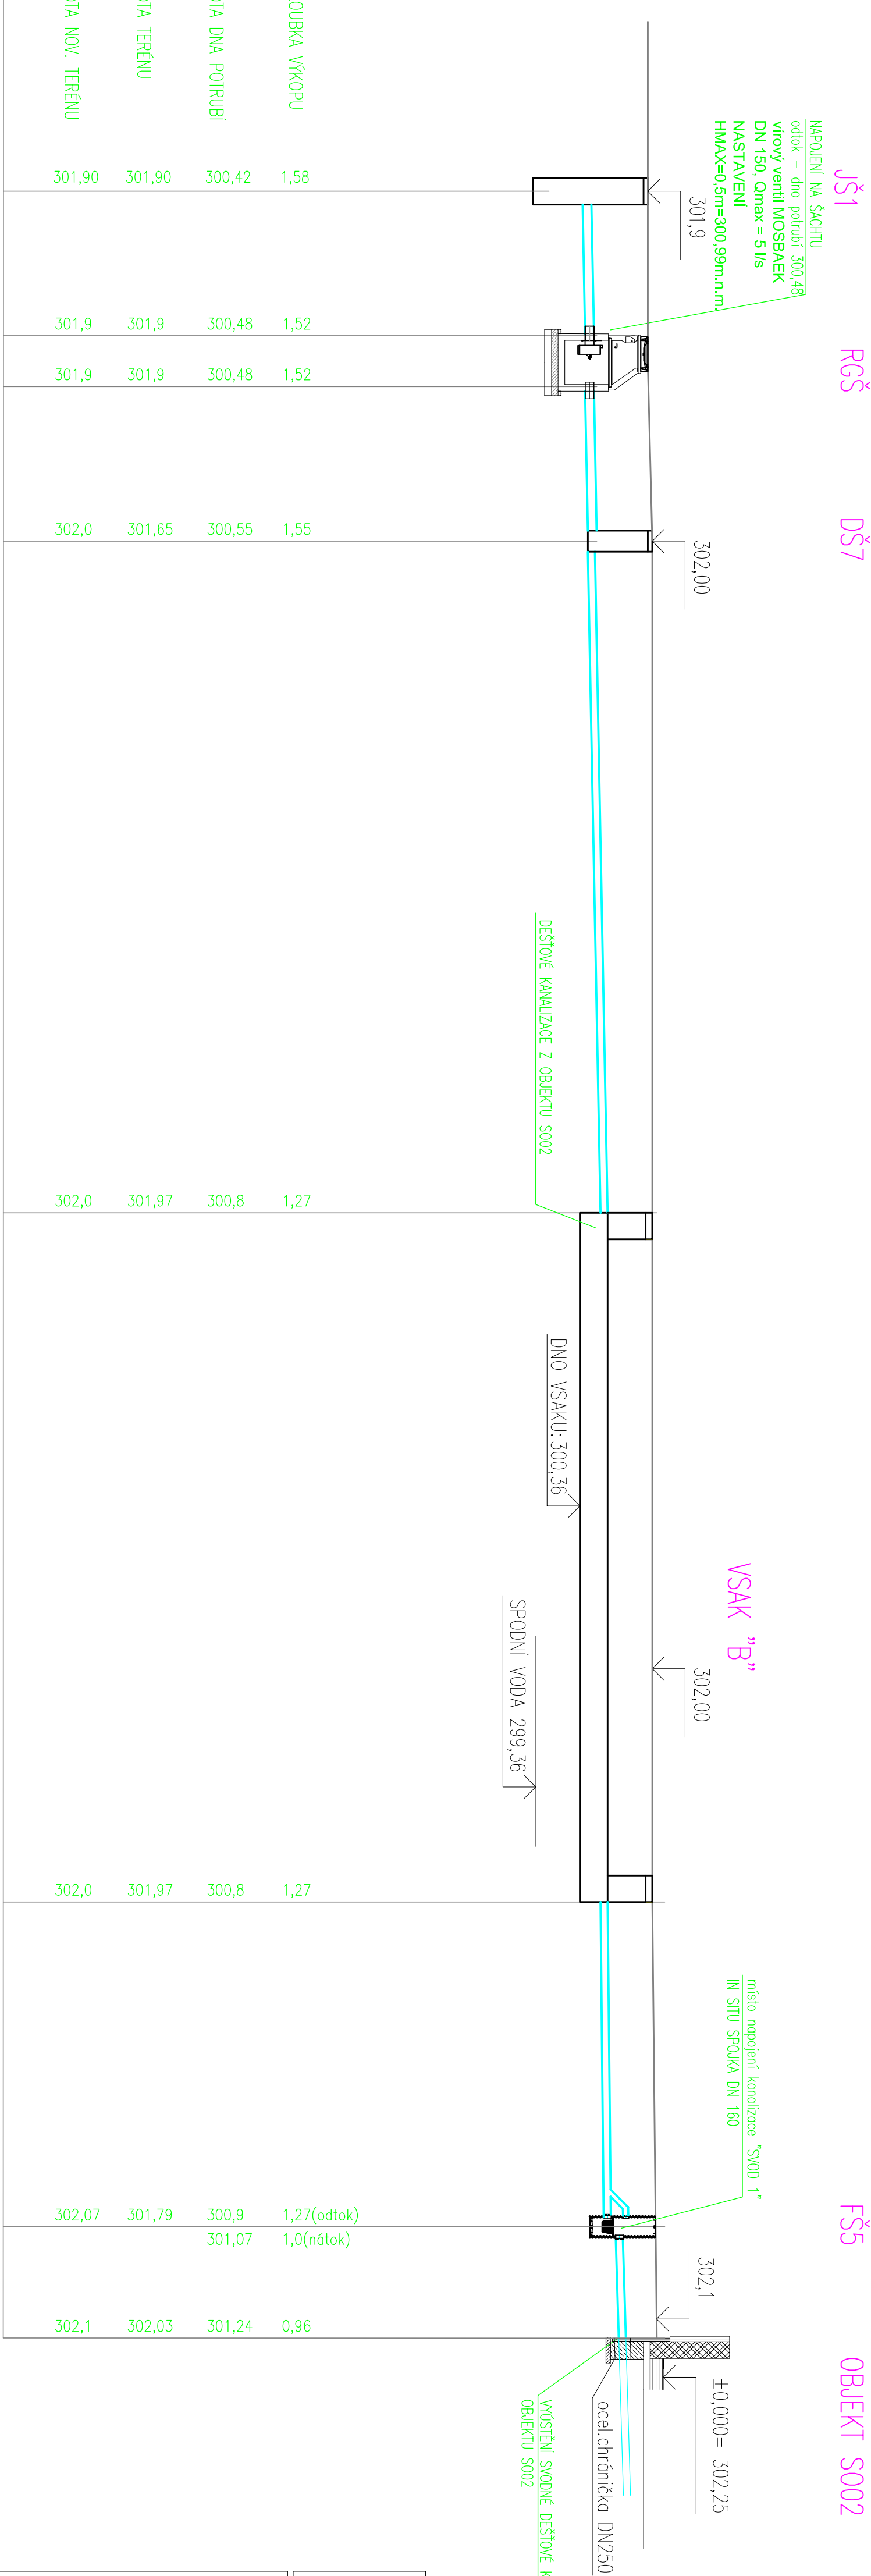 JŠ1
RGŠ
DŠ7
VSAK "B"
FŠ5
OBJEKT SO02
NAPOJENÍ NA ŠACHTU
odtok - dno potrubí 300,48
vírový ventil MOSBAEK
DN 150, Qmax = 5 l/s
NASTAVENÍ
HMAX=0,5m=300,99m.n.m.
301,9
302,00
DEŠŤOVÉ KANALIZACE Z OBJEKTU SO02
DNO VSAKU: 300,36
SPODNÍ VODA 299,36
302,00
místo napojení kanalizace "SVOD 1"
IN SITU SPOJKA DN 160
302,1
±0,000= 302,25
ocel.chránička DN250
VYÚSTĚNÍ SVODNÉ DEŠŤOVÉ K
OBJEKTU SO02
OUBKA VÝKOPU
1,58
1,52
1,52
1,55
1,27
1,27
1,27(odtok)
1,0(nátok)
0,96
OTA DNA POTRUBÍ
300,42
300,48
300,48
300,55
300,8
300,8
300,9
301,07
301,24
OTA TERÉNU
301,90
301,9
301,9
301,65
301,97
301,97
301,79
302,03
OTA NOV. TERÉNU
301,90
301,9
301,9
302,0
302,0
302,0
302,07
302,1